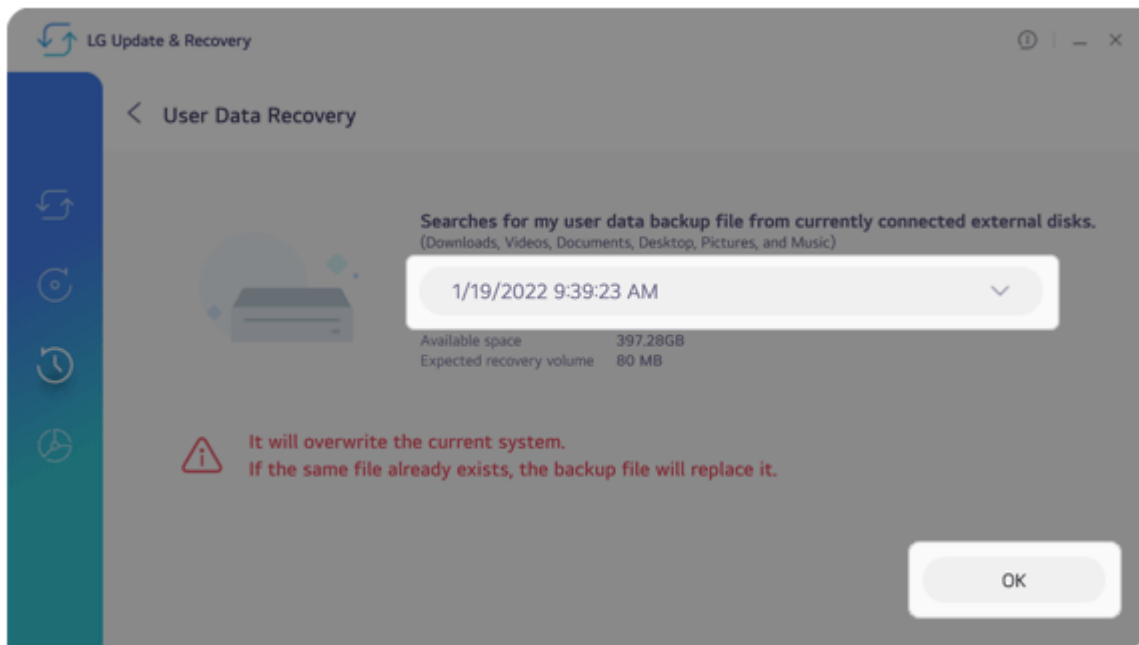 LG Update & Recovery
User Data Recovery
Searches for my user data backup file from currently connected external disks.
(Downloads, Videos, Documents, Desktop, Pictures, and Music)
1/19/2022 9:39:23 AM
Available space 397.28GB
Expected recovery volume 80 MB
It will overwrite the current system.
If the same file already exists, the backup file will replace it.
OK